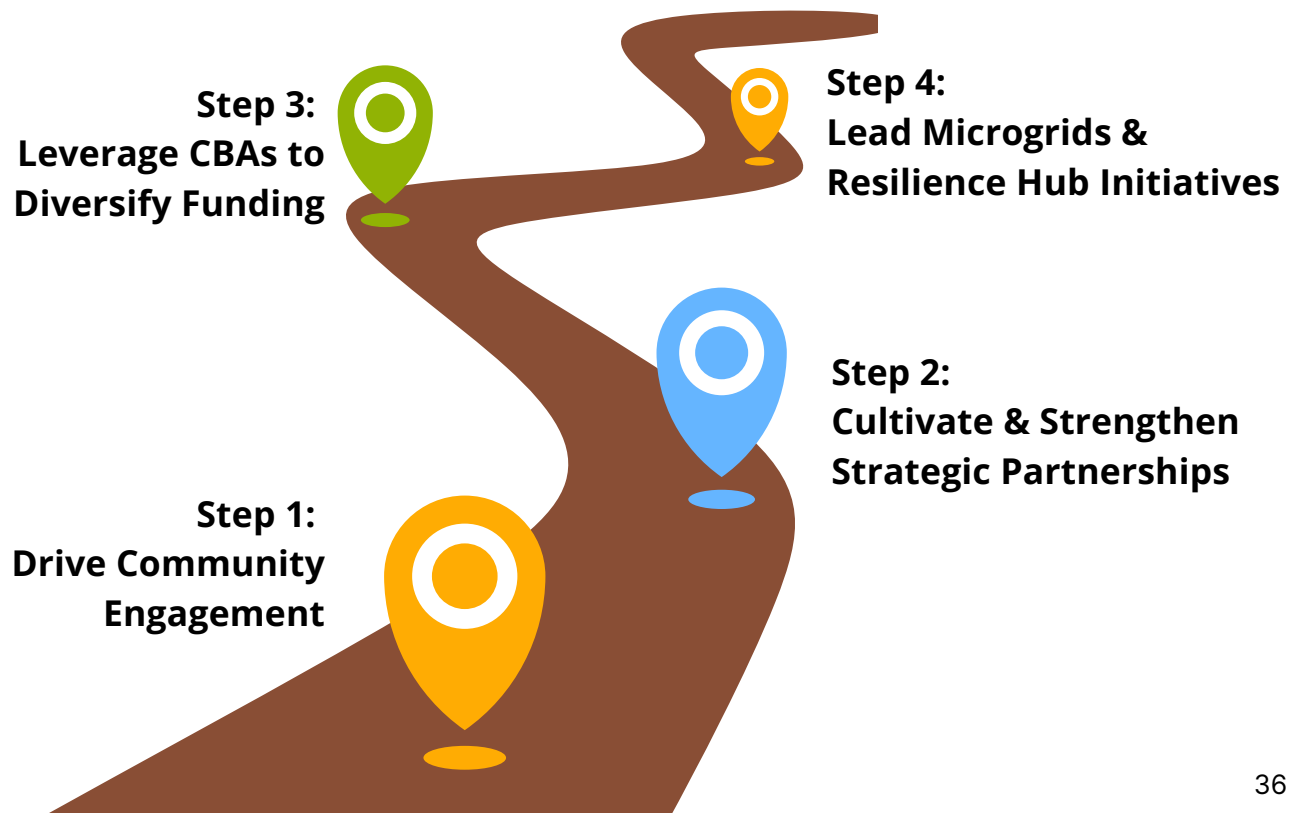 Step 1:
Drive Community
Engagement
Step 2:
Cultivate & Strengthen
Strategic Partnerships
Step 3:
Leverage CBAs to
Diversify Funding
Step 4:
Lead Microgrids &
Resilience Hub Initiatives
36